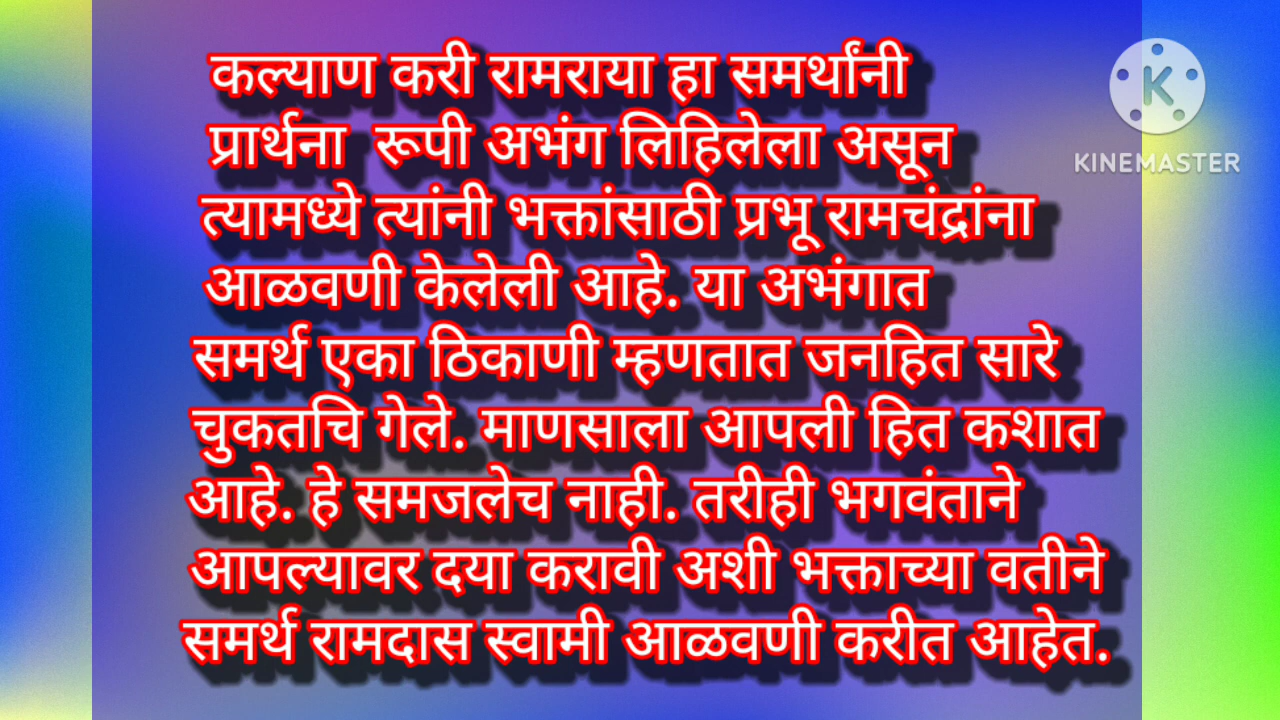 कल्याण करी रामराया हा समर्थांनी
प्रार्थना रूपी अभंग लिहिलेला असून
त्यामध्ये त्यांनी भक्तांसाठी प्रभू रामचंद्रांना
आळवणी केलेली आहे. या अभंगात
समर्थ एका ठिकाणी म्हणतात जनहित सारे
चुकतचि गेले. माणसाला आपली हित कशात
आहे. हे समजलेच नाही. तरीही भगवंताने
आपल्यावर दया करावी अशी भक्ताच्या वतीने
समर्थ रामदास स्वामी आळवणी करीत आहेत.
K
KINEMASTER